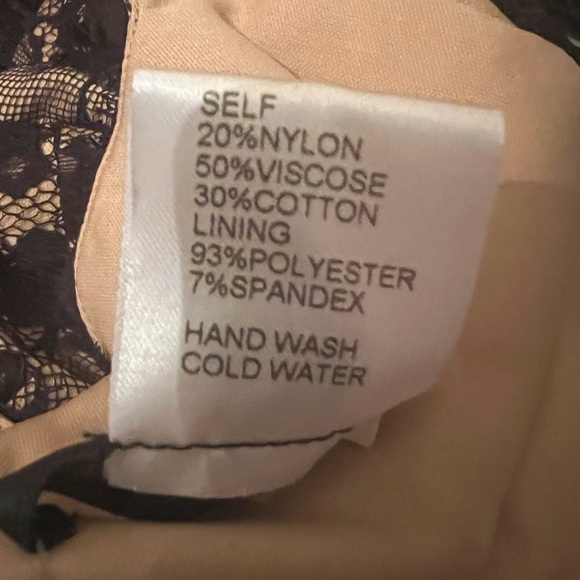 SELF
20%NYLON
50%VISCOSE
30%COTTON
LINING
93%POLYESTER
7%SPANDEX
HAND WASH
COLD WATER